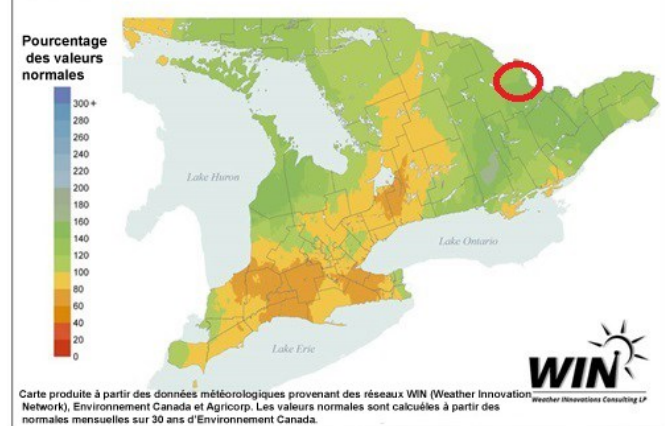 Pourcentage
des valeurs
normales
300+
280
260
240
220
200
180
160
140
120
100
80
60
40
20
0
Lake Huron
Lake Ontario
Lake Erie
WIN
Weather INnovations Consulting LP
Carte produite à partir des données météorologiques provenant des réseaux WIN (Weather Innovation
Network), Environnement Canada et Agricorp. Les valeurs normales sont calcuées à partir des
normales mensuelles sur 30 ans d'Environnement Canada.